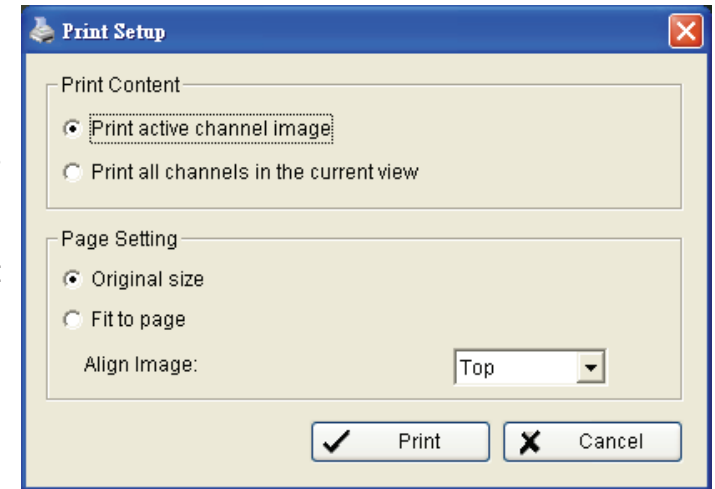 Print Setup
Print Content
Print active channel image
Print all channels in the current view
Page Setting
Original size
Fit to page
Align Image: Top
Print Cancel